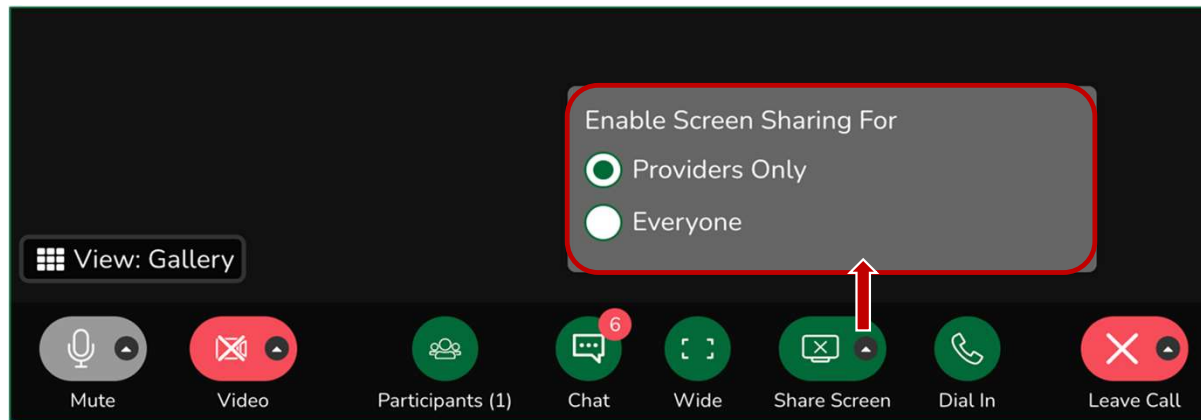 Enable Screen Sharing For
Providers Only
Everyone
View: Gallery
6
Mute
Video
Participants (1)
Chat
Wide
Share Screen
Dial In
Leave Call